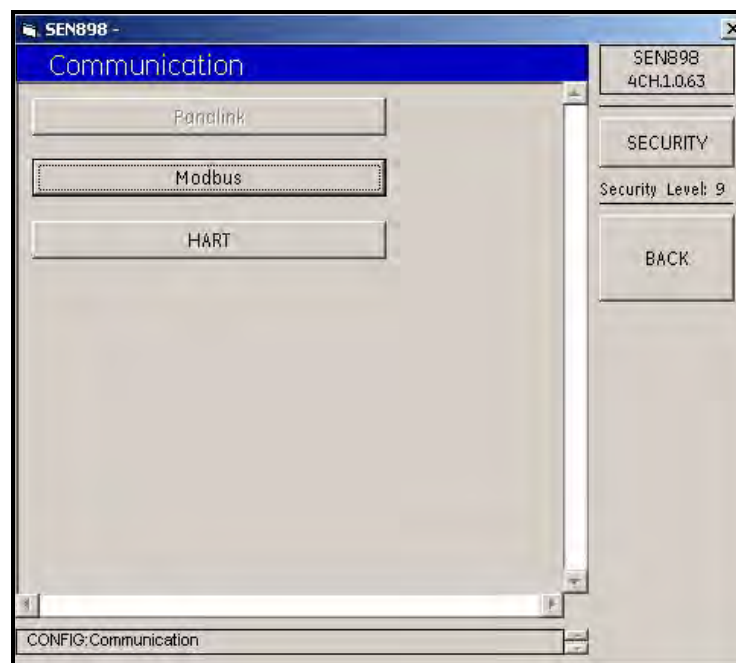 SEN898 -
Communication
Panalink
Modbus
HART
SEN898
4CH.1.0.63
SECURITY
Security Level: 9
BACK
CONFIG:Communication